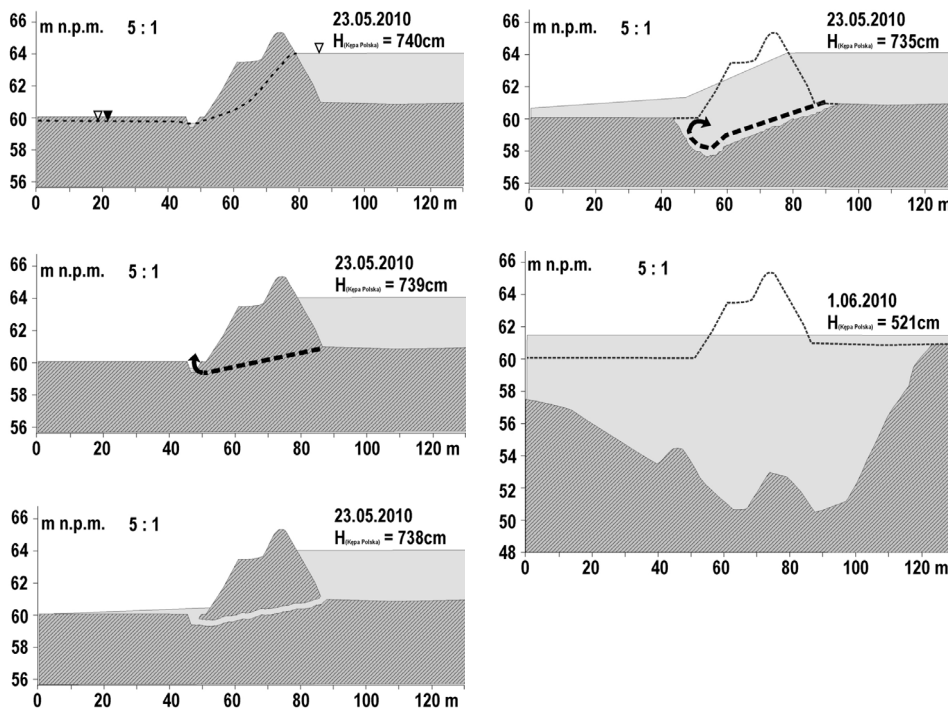 66
m n.p.m. 5 : 1 23.05.2010
H(Kępa Polska) = 740cm
64
62
60
58
56
0 20 40 60 80 100 120 m
66
m n.p.m. 5 : 1 23.05.2010
H(Kępa Polska) = 739cm
64
62
60
58
56
0 20 40 60 80 100 120 m
66
m n.p.m. 5 : 1 23.05.2010
H(Kępa Polska) = 738cm
64
62
60
58
56
0 20 40 60 80 100 120 m
66
m n.p.m. 5 : 1 23.05.2010
H(Kępa Polska) = 735cm
64
62
60
58
56
0 20 40 60 80 100 120 m
66
m n.p.m. 5 : 1
64
1.06.2010
H(Kępa Polska) = 521cm
62
60
58
56
54
52
50
48
0 20 40 60 80 100 120 m